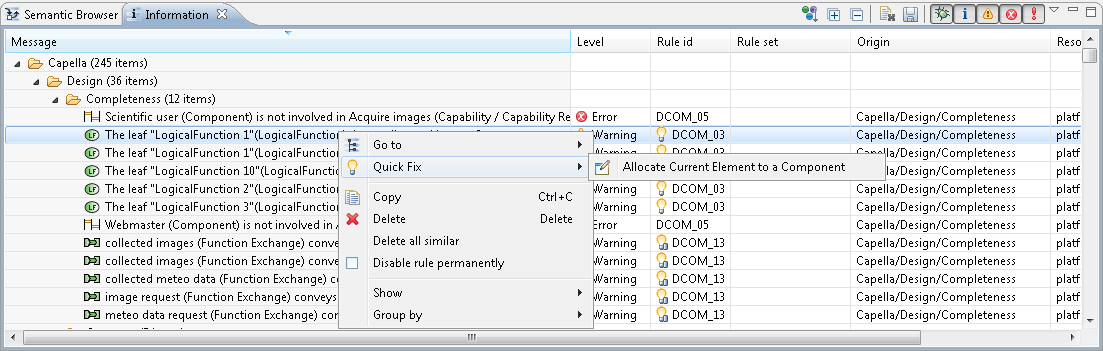 Semantic Browser Information
Message Level Rule id Rule set Origin Reso
Capella (245 items)
Design (36 items)
Completeness (12 items)
Scientific user (Component) is not involved in Acquire images (Capability / Capability Re Error DCOM_05 Capella/Design/Completeness platf
LF The leaf "LogicalFunction 1"(LogicalFunction) Warning DCOM_03 Capella/Design/Completeness platf
Go to
LF The leaf "LogicalFunction 1"(LogicalFunctio Capella/Design/Completeness platf
Quick Fix Allocate Current Element to a Component
LF The leaf "LogicalFunction 10"(LogicalFunct Capella/Design/Completeness platf
LF The leaf "LogicalFunction 2"(LogicalFunctio Warning DCOM_03 Capella/Design/Completeness platf
Copy Ctrl+C
LF The leaf "LogicalFunction 3"(LogicalFunctio Warning DCOM_03 Capella/Design/Completeness platf
Delete Delete
Webmaster (Component) is not involved in Error DCOM_05 Capella/Design/Completeness platf
Delete all similar
collected images (Function Exchange) conve Warning DCOM_13 Capella/Design/Completeness platf
collected images (Function Exchange) conve Warning DCOM_13 Capella/Design/Completeness platf
Disable rule permanently
collected meteo data (Function Exchange) co Warning DCOM_13 Capella/Design/Completeness platf
image request (Function Exchange) conveys Warning DCOM_13 Capella/Design/Completeness platf
Show
meteo data request (Function Exchange) con Warning DCOM_13 Capella/Design/Completeness platf
Group by